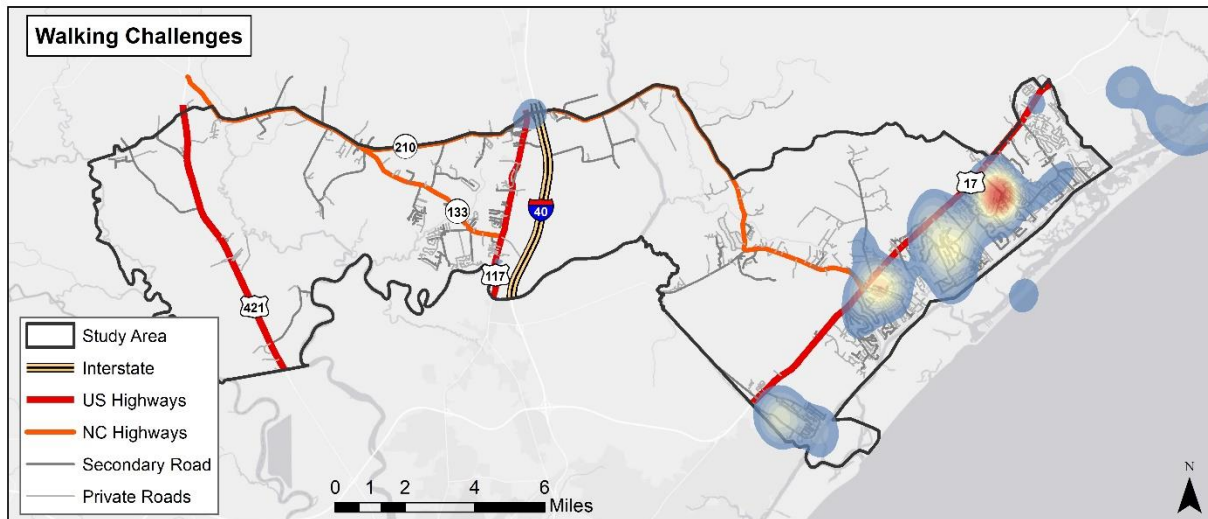 Walking Challenges
210
17
133
40
117
421
Study Area
Interstate
US Highways
NC Highways
Secondary Road
Private Roads
0 1 2 4 6
Miles
N